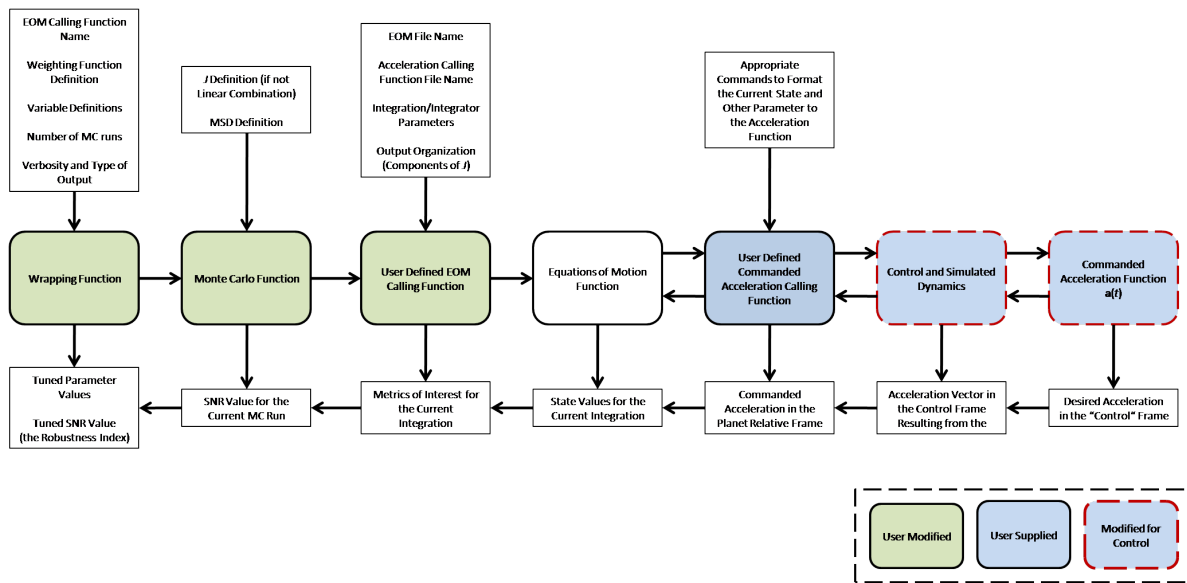 EOM Calling Function
Name
Weighting Function
Definition
Variable Definitions
Number of MC runs
Verbosity and Type of
Output
J Definition (if not
Linear Combination)
MSD Definition
EOM File Name
Acceleration Calling
Function File Name
Integration/Integrator
Parameters
Output Organization
(Components of J)
Appropriate
Commands to Format
the Current State and
Other Parameter to
the Acceleration
Function
Wrapping Function
Monte Carlo Function
User Defined EOM
Calling Function
Equations of Motion
Function
User Defined
Commanded
Acceleration Calling
Function
Control and Simulated
Dynamics
Commanded
Acceleration Function
a(t)
Tuned Parameter
Values
Tuned SNR Value
(the Robustness Index)
SNR Value for the
Current MC Run
Metrics of Interest for
the Current
Integration
State Values for the
Current Integration
Commanded
Acceleration in the
Planet Relative Frame
Acceleration Vector in
the Control Frame
Resulting from the
Desired Acceleration
in the "Control" Frame
User Modified
User Supplied
Modified for
Control